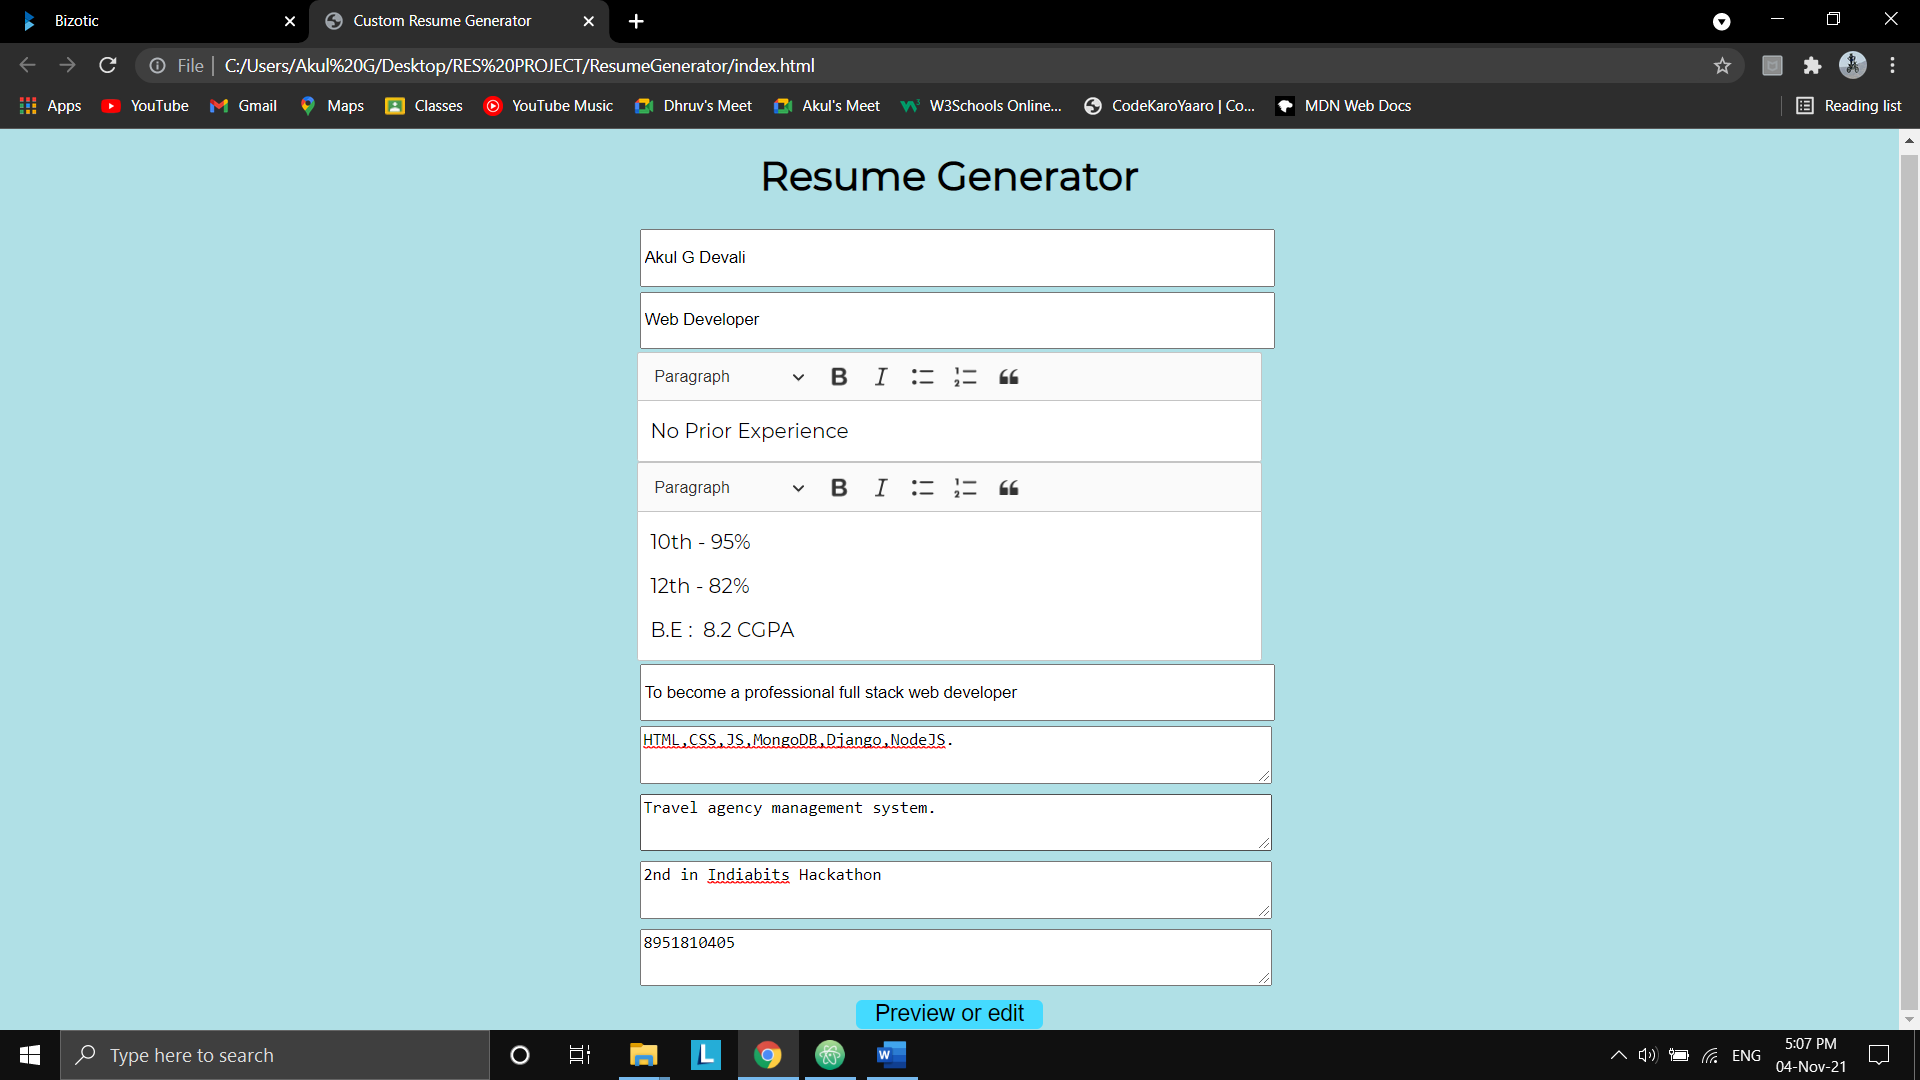 Bizotic
Custom Resume Generator
File
C:/Users/Akul%20G/Desktop/RES%20PROJECT/ResumeGenerator/index.html
Apps
YouTube
Gmail
Maps
Classes
YouTube Music
Dhruv's Meet
Akul's Meet
W3Schools Online...
CodeKaroYaaro | Co...
MDN Web Docs
Reading list
Resume Generator
Akul G Devali
Web Developer
Paragraph
No Prior Experience
Paragraph
10th - 95%
12th - 82%
B.E : 8.2 CGPA
To become a professional full stack web developer
HTML,CSS,JS,MongoDB,Django,NodeJS.
Travel agency management system.
2nd in Indiabits Hackathon
8951810405
Preview or edit
Type here to search
ENG
5:07 PM
04-Nov-21